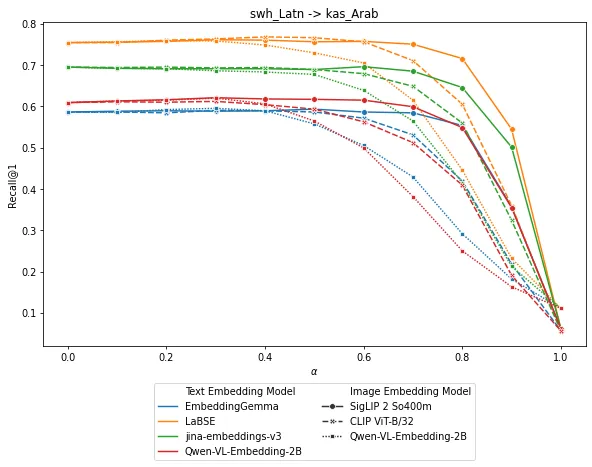 swh_Latn -> kas_Arab
Recall@1
0.8
0.7
0.6
0.5
0.4
0.3
0.2
0.1
0.0 0.2 0.4 0.6 0.8 1.0
α
Text Embedding Model Image Embedding Model
EmbeddingGemma SigLIP 2 So400m
LaBSE CLIP ViT-B/32
jina-embeddings-v3 Qwen-VL-Embedding-2B
Qwen-VL-Embedding-2B